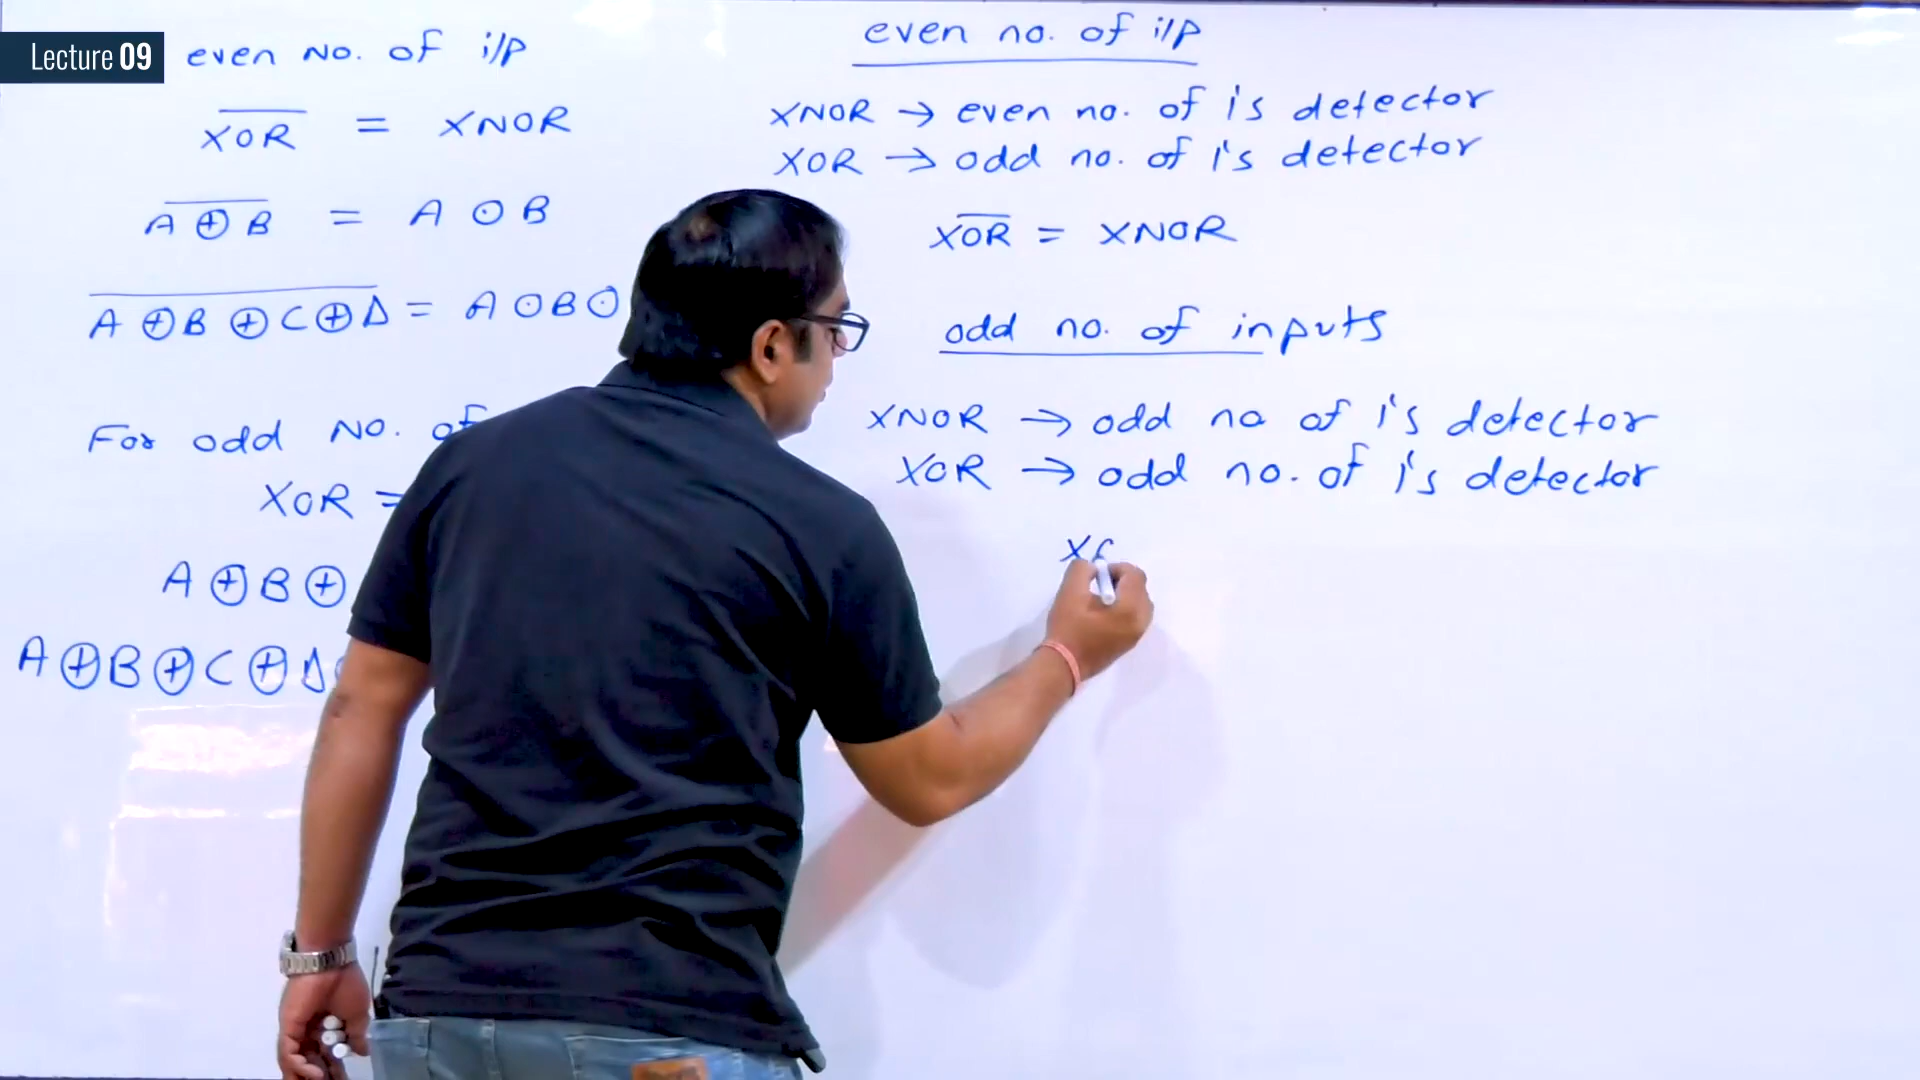 Lecture 09
even No. of i/p
X̅O̅R̅ = XNOR
A̅ ̅⊕̅ ̅B̅ = A ⊙ B
A̅ ̅⊕̅ ̅B̅ ̅⊕̅ ̅C̅ ̅⊕̅ ̅D̅ = A ⊙ B ⊙
For odd No. of
XOR =
A ⊕ B ⊕
A ⊕ B ⊕ C ⊕ D
even no. of i/p
XNOR → even no. of 1's detector
XOR → odd no. of 1's detector
X̅O̅R̅ = XNOR
odd no. of inputs
XNOR → odd no of 1's detector
XOR → odd no. of 1's detector